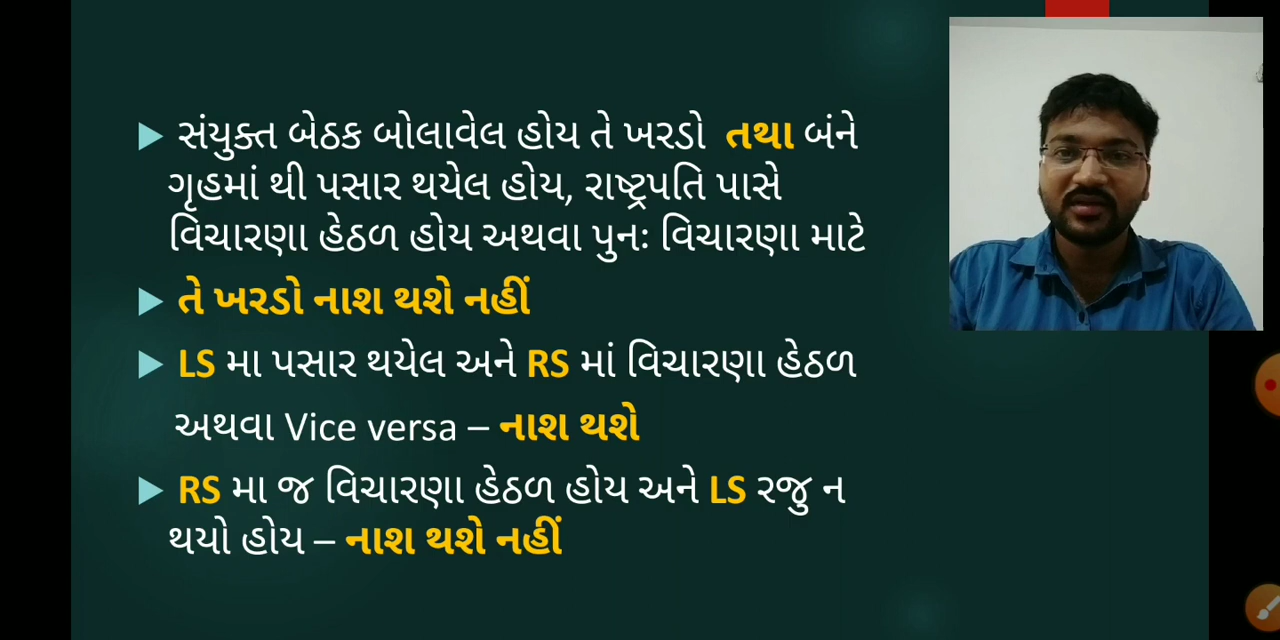 સંયુક્ત બેઠક બોલાવેલ હોય તે ખરડો તથા બંને
ગૃહમાં થી પસાર થયેલ હોય, રાષ્ટ્રપતિ પાસે
વિચારણા હેઠળ હોય અથવા પુનઃ વિચારણા માટે
તે ખરડો નાશ થશે નહીં
LS મા પસાર થયેલ અને RS માં વિચારણા હેઠળ
અથવા Vice versa – નાશ થશે
RS મા જ વિચારણા હેઠળ હોય અને LS રજુ ન
થયો હોય – નાશ થશે નહીં